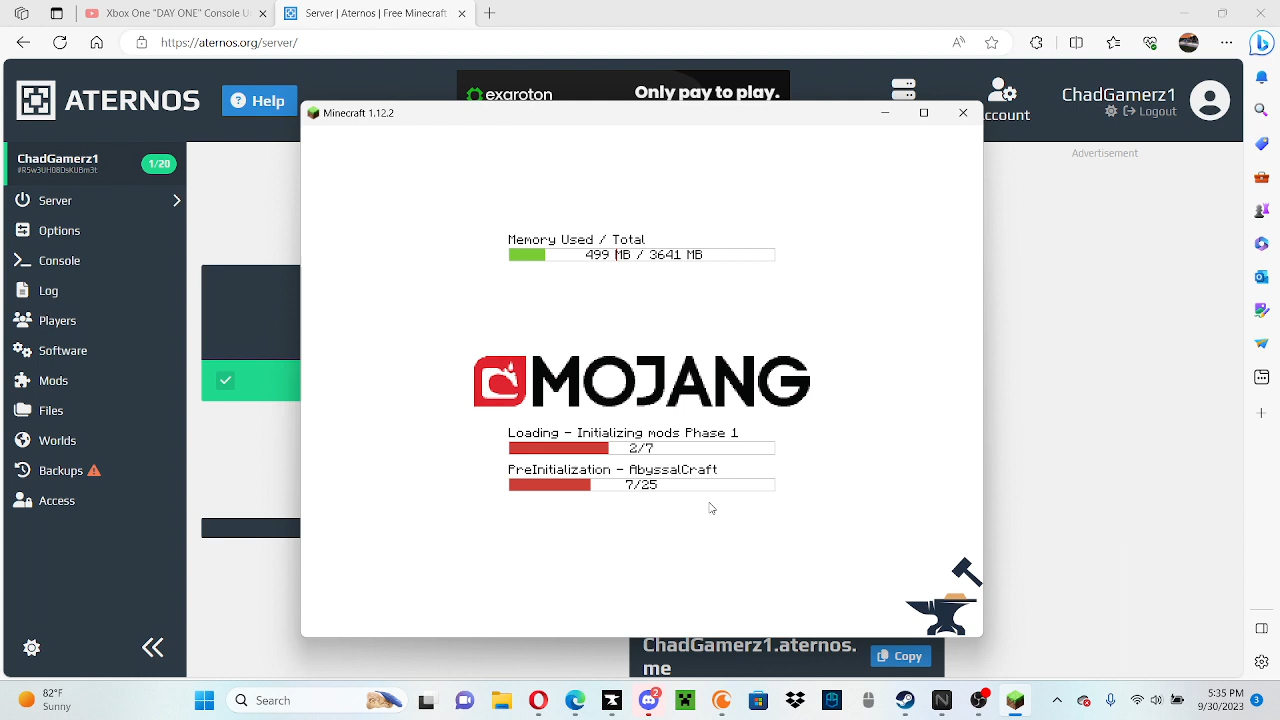 Xbox One "DAY ONE" Console U
Server | Aternos | Free Minecraft
https://aternos.org/server/
ATERNOS
Help
exaroton
Only pay to play.
ccount
ChadGamerz1
Logout
Minecraft 1.12.2
Advertisement
ChadGamerz1
1/20
Server
Options
Console
Log
Players
Software
Mods
Files
Worlds
Backups
Access
Memory Used / Total
499 MB / 3641 MB
MOJANG
Loading - Initializing mods Phase 1
2/7
PreInitialization - AbyssalCraft
7/25
ChadGamerz1.aternos.
me
Copy
82°F
Sunny
Search
2
5:35 PM
9/30/2023
3